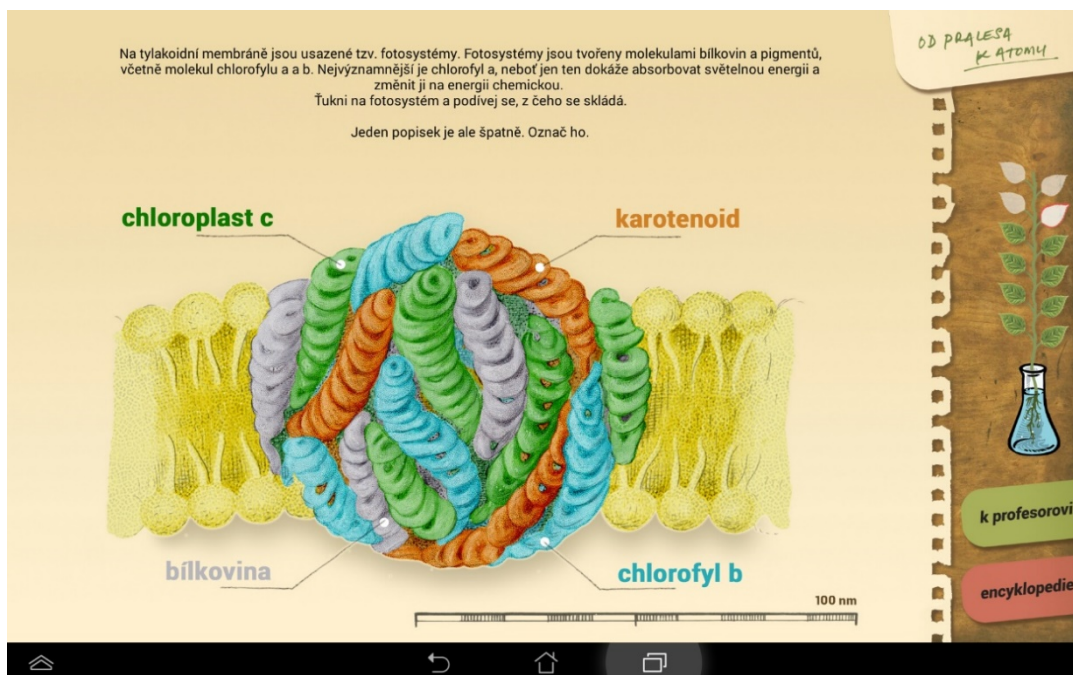 Na tylakoidní membráně jsou usazené tzv. fotosystémy. Fotosystémy jsou tvořeny molekulami bílkovin a pigmentů,
včetně molekul chlorofylu a a b. Nejvýznamnější je chlorofyl a, neboť jen ten dokáže absorbovat světelnou energii a
změnit ji na energii chemickou.
Ťukni na fotosystém a podívej se, z čeho se skládá.
Jeden popisek je ale špatně. Označ ho.
OD PRALESA
K ATOMU
chloroplast c
karotenoid
bílkovina
chlorofyl b
100 nm
k profesorovi
encyklopedie